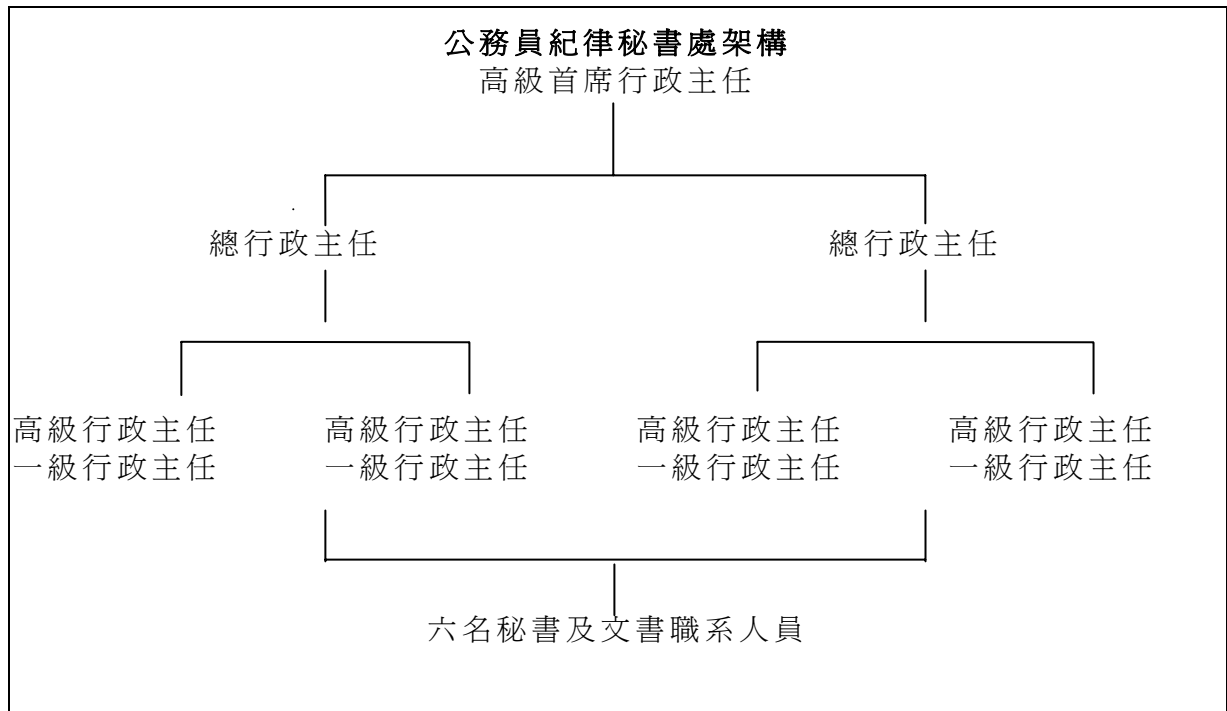 公務員紀律秘書處架構
高級首席行政主任
總行政主任 總行政主任
高級行政主任 高級行政主任 高級行政主任 高級行政主任
一級行政主任 一級行政主任 一級行政主任 一級行政主任
六名秘書及文書職系人員